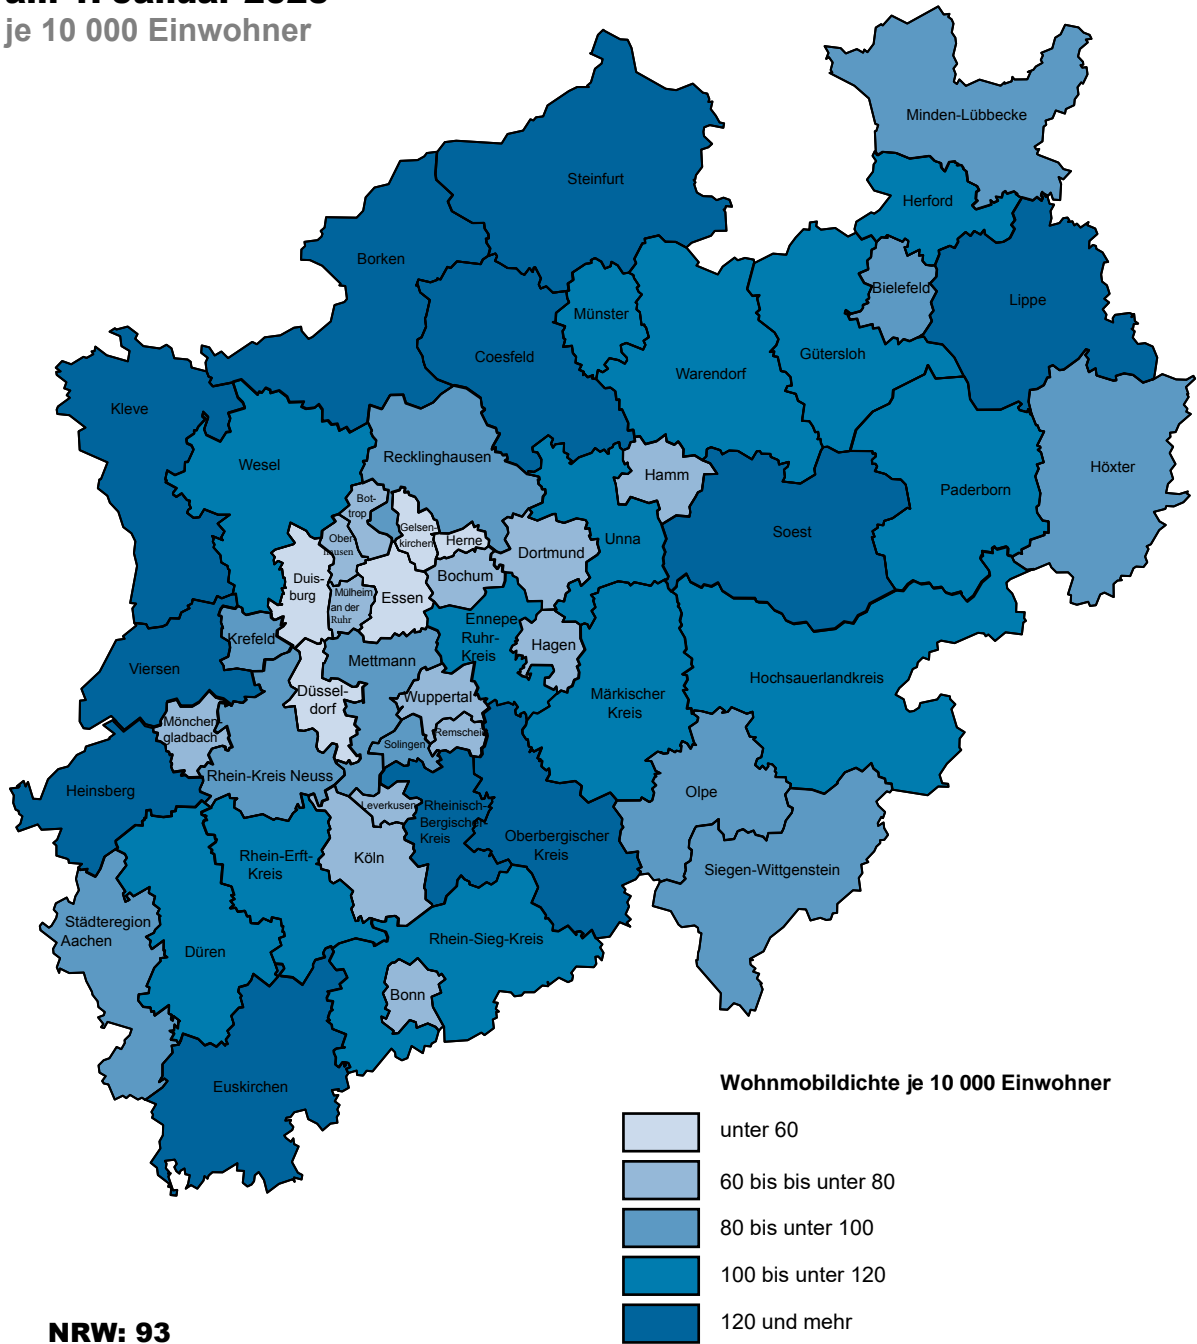 je 10 000 Einwohner
Minden-Lübbecke
Steinfurt
Herford
Borken
Bielefeld
Lippe
Münster
Coesfeld
Gütersloh
Warendorf
Kleve
Recklinghausen
Wesel
Hamm
Höxter
Paderborn
Bot-
trop
Gelsen-
kirchen
Soest
Ober-
hausen
Herne
Unna
Dortmund
Duis-
burg
Bochum
Mülheim
an der
Ruhr
Essen
Ennepe
Ruhr-
Kreis
Krefeld
Hagen
Mettmann
Viersen
Hochsauerlandkreis
Düssel-
dorf
Wuppertal
Märkischer
Kreis
Mönchen-
gladbach
Remscheid
Solingen
Rhein-Kreis Neuss
Heinsberg
Olpe
Leverkusen
Rheinisch-
Bergischer
Kreis
Oberbergischer
Kreis
Rhein-Erft-
Kreis
Köln
Siegen-Wittgenstein
Städteregion
Aachen
Rhein-Sieg-Kreis
Düren
Bonn
Euskirchen
Wohnmobildichte je 10 000 Einwohner
unter 60
60 bis bis unter 80
80 bis unter 100
100 bis unter 120
120 und mehr
NRW: 93